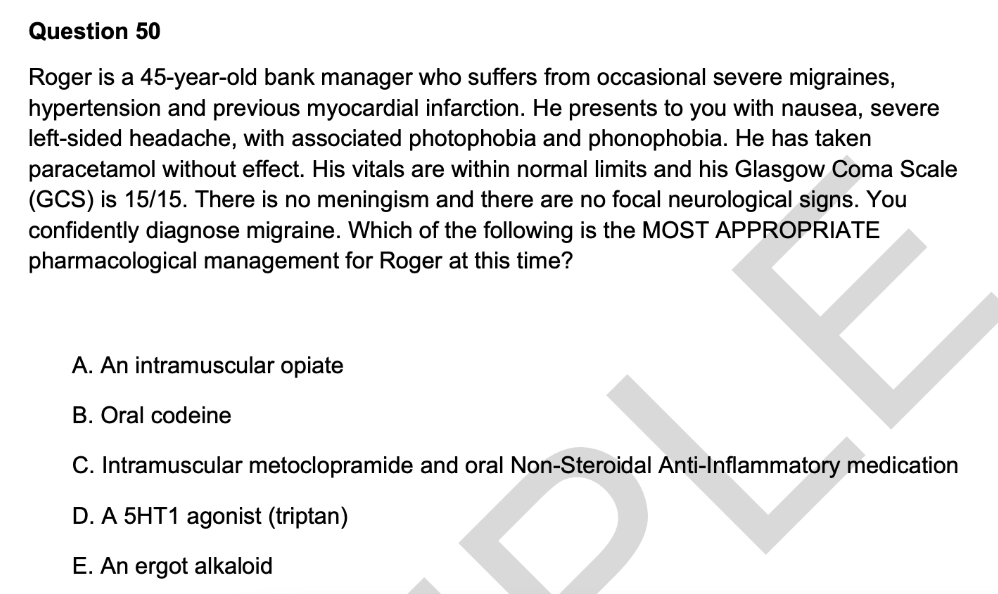 Question 50
Roger is a 45-year-old bank manager who suffers from occasional severe migraines,
hypertension and previous myocardial infarction. He presents to you with nausea, severe
left-sided headache, with associated photophobia and phonophobia. He has taken
paracetamol without effect. His vitals are within normal limits and his Glasgow Coma Scale
(GCS) is 15/15. There is no meningism and there are no focal neurological signs. You
confidently diagnose migraine. Which of the following is the MOST APPROPRIATE
pharmacological management for Roger at this time?
A. An intramuscular opiate
B. Oral codeine
C. Intramuscular metoclopramide and oral Non-Steroidal Anti-Inflammatory medication
D. A 5HT1 agonist (triptan)
E. An ergot alkaloid
PLE